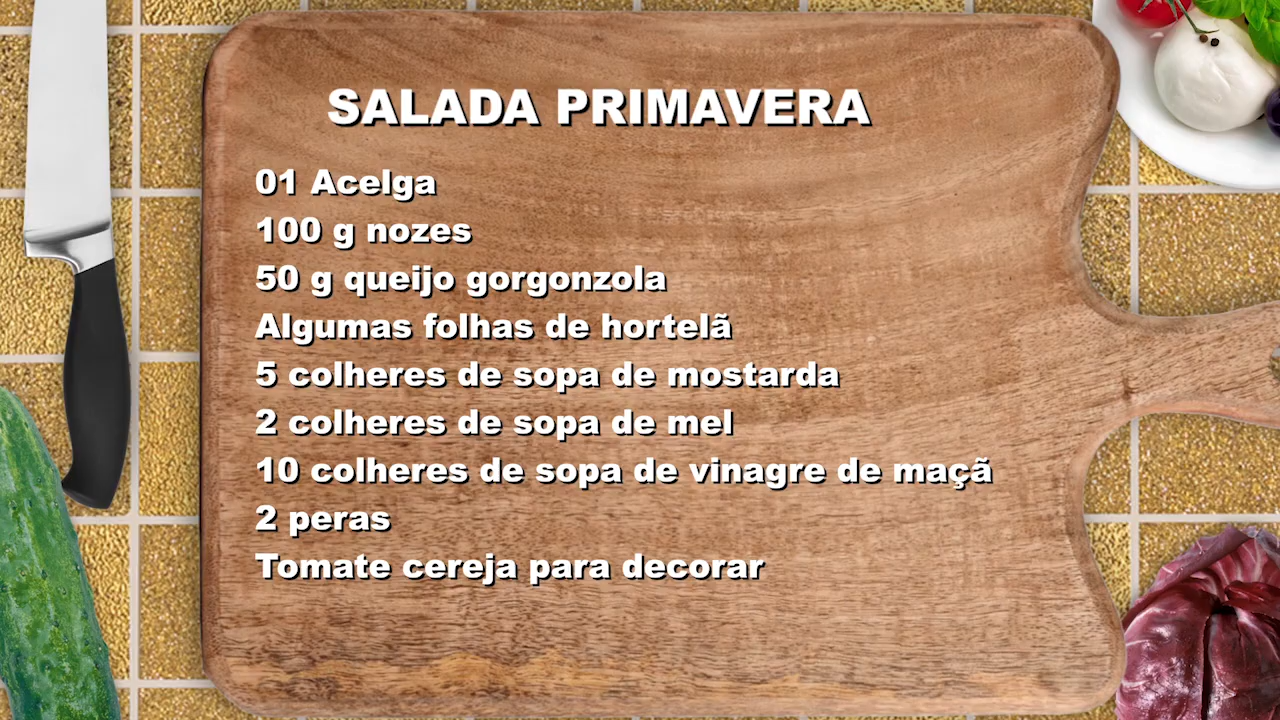 SALADA PRIMAVERA
01 Acelga
100 g nozes
50 g queijo gorgonzola
Algumas folhas de hortelã
5 colheres de sopa de mostarda
2 colheres de sopa de mel
10 colheres de sopa de vinagre de maçã
2 peras
Tomate cereja para decorar